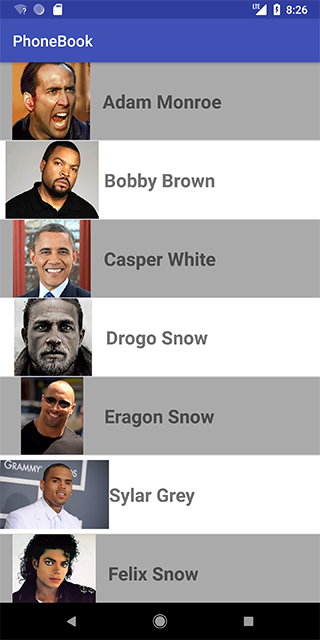 LTE 8:26
PhoneBook
Adam Monroe
Bobby Brown
Casper White
Drogo Snow
Eragon Snow
GRAMMY
Sylar Grey
Felix Snow